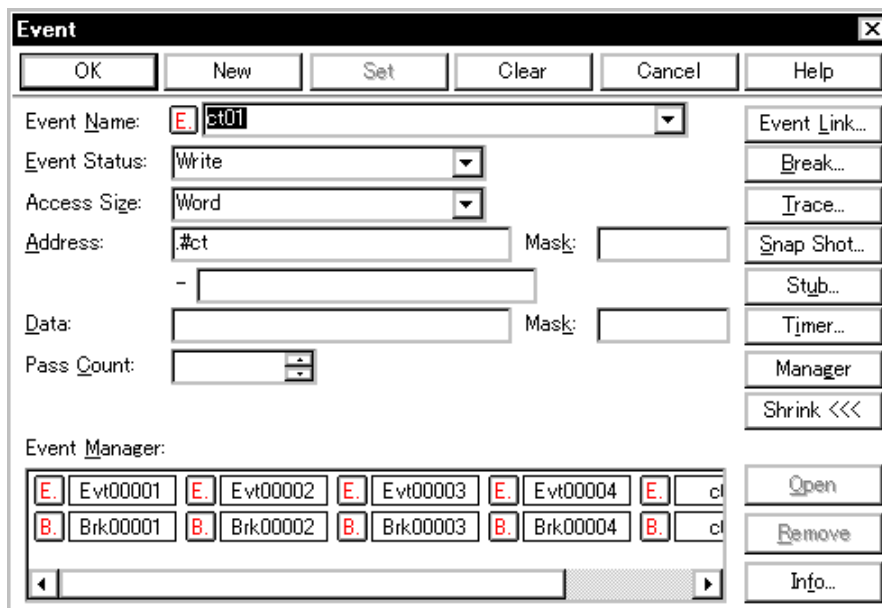 Event
OK New Set Clear Cancel Help
Event Name: E. ct01 Event Link...
Event Status: Write Break...
Access Size: Word Trace...
Address: .#ct Mask: Snap Shot...
- Stub...
Data: Mask: Timer...
Pass Count: Manager
Shrink <<<
Event Manager:
E. Evt00001 E. Evt00002 E. Evt00003 E. Evt00004 E. Open
B. Brk00001 B. Brk00002 B. Brk00003 B. Brk00004 B. Remove
Info...